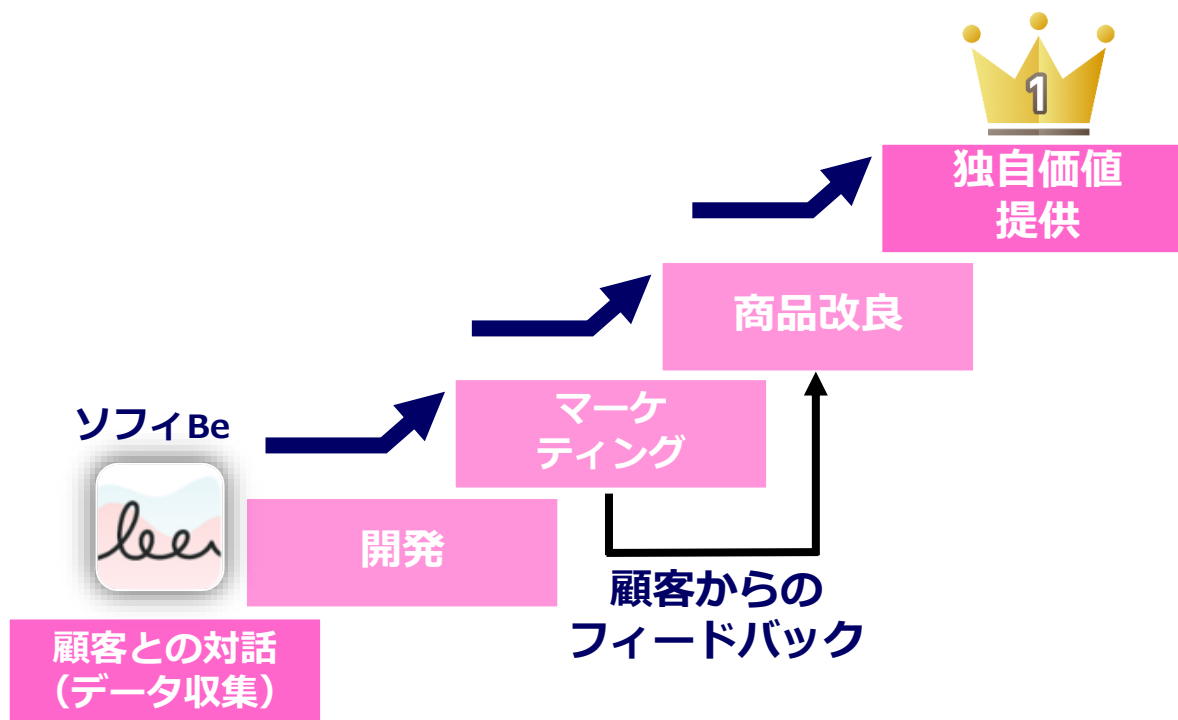 1
独自価値
提供
商品改良
マーケ
ティング
ソフィBe
開発
顧客からの
フィードバック
顧客との対話
（データ収集）